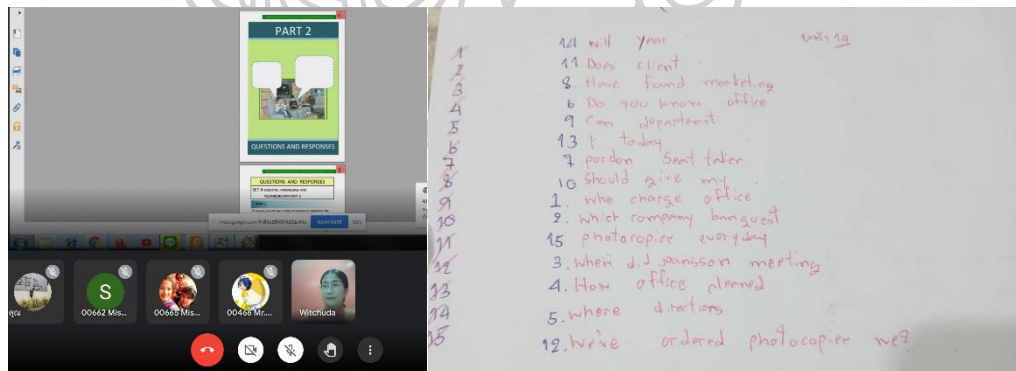 PART 2
QUESTIONS AND RESPONSES
QUESTIONS AND RESPONSES
S
00662 Mis...
00665 Mis...
00466 Mr....
Witchuda
1
2
3
4
5
6
7
8
9
10
11
12
13
14
15
14 will year
11 Does client
8. Have found marketing
6 Do you know office
9 can department
13 I today
7 pardon seat taken
10 Should give my
1. who charge office
2. which company banquest
15 photocopier everyday
3. when did meeting
4. How office planned
5. where directions
12. We've ordered photocopier we?